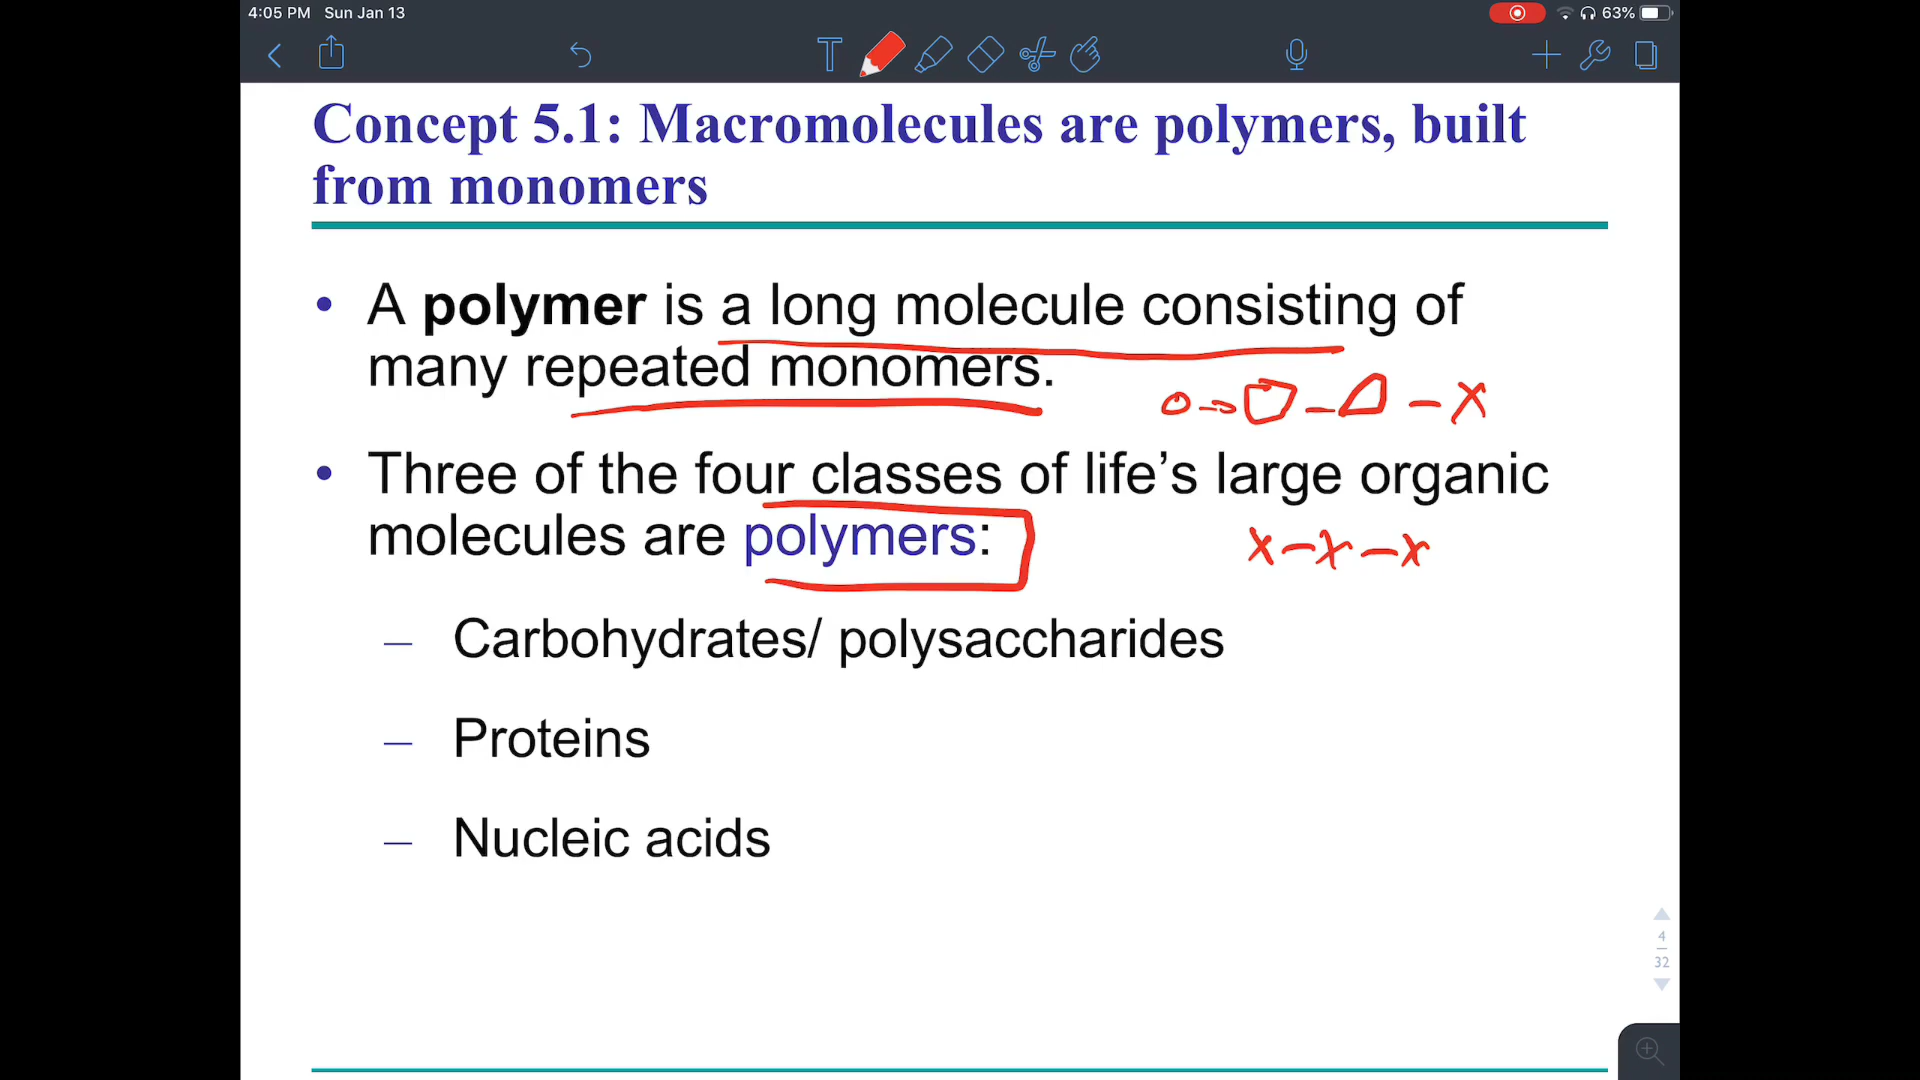 4:05 PM Sun Jan 13
63%
T
Concept 5.1: Macromolecules are polymers, built
from monomers
• A polymer is a long molecule consisting of
many repeated monomers.
• Three of the four classes of life’s large organic
molecules are polymers:
x-x-x
– Carbohydrates/ polysaccharides
– Proteins
– Nucleic acids
4
32